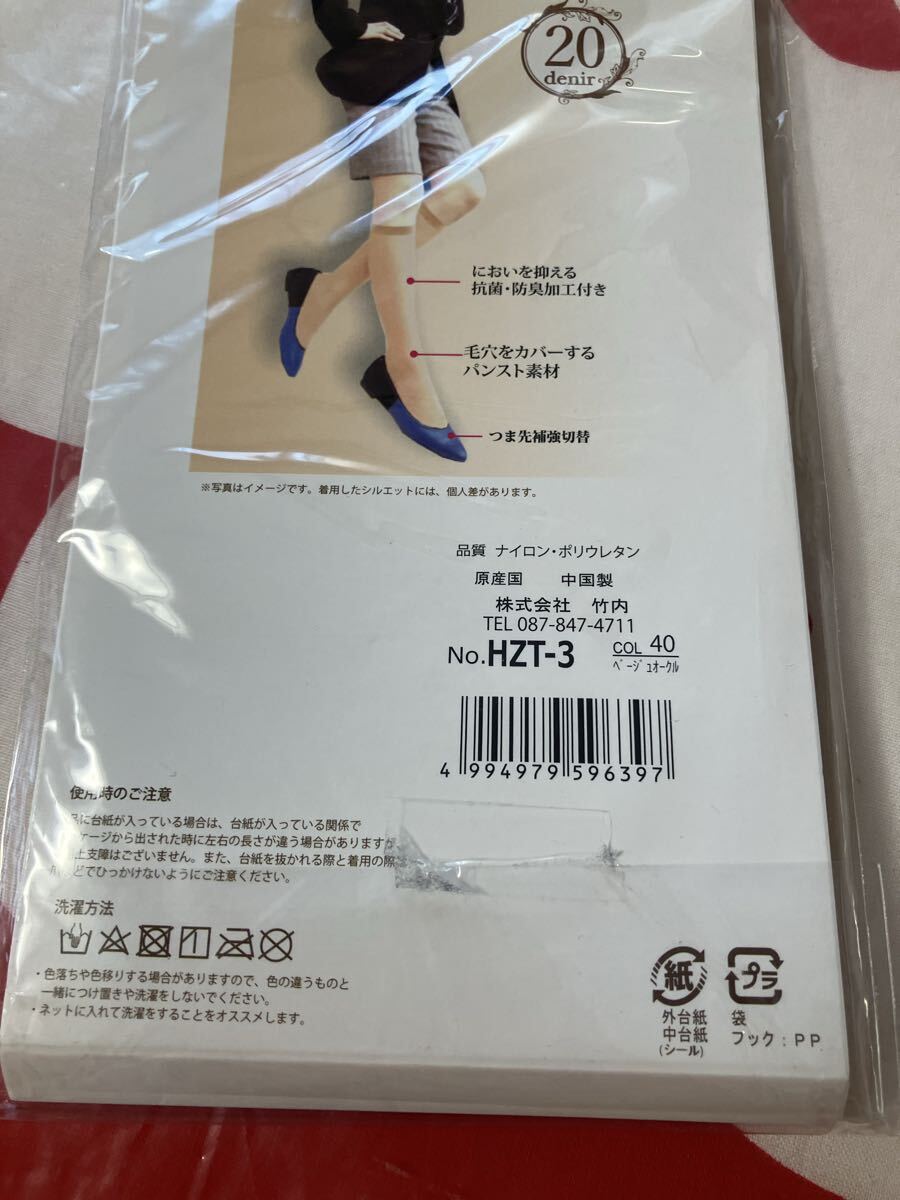 20
denir
においを抑える
抗菌・防臭加工付き
毛穴をカバーする
パンスト素材
つま先補強切替
※写真はイメージです。着用したシルエットには、個人差があります。
品質 ナイロン・ポリウレタン
原産国 中国製
株式会社 竹内
TEL 087-847-4711
No.HZT-3 COL 40
ベージュオークル
4 994979 596397
使用時のご注意
に台紙が入っている場合は、台紙が入っている関係で
ケージから出された時に左右の長さが違う場合がありますが
上支障はございません。また、台紙を抜かれる際と着用の際
どでひっかけないようにご注意ください。
洗濯方法
・色落ちや色移りする場合がありますので、色の違うものと
一緒につけ置きや洗濯をしないでください。
・ネットに入れて洗濯をすることをオススメします。
紙
外台紙
中台紙
(シール)
プラ
袋
フック:PP